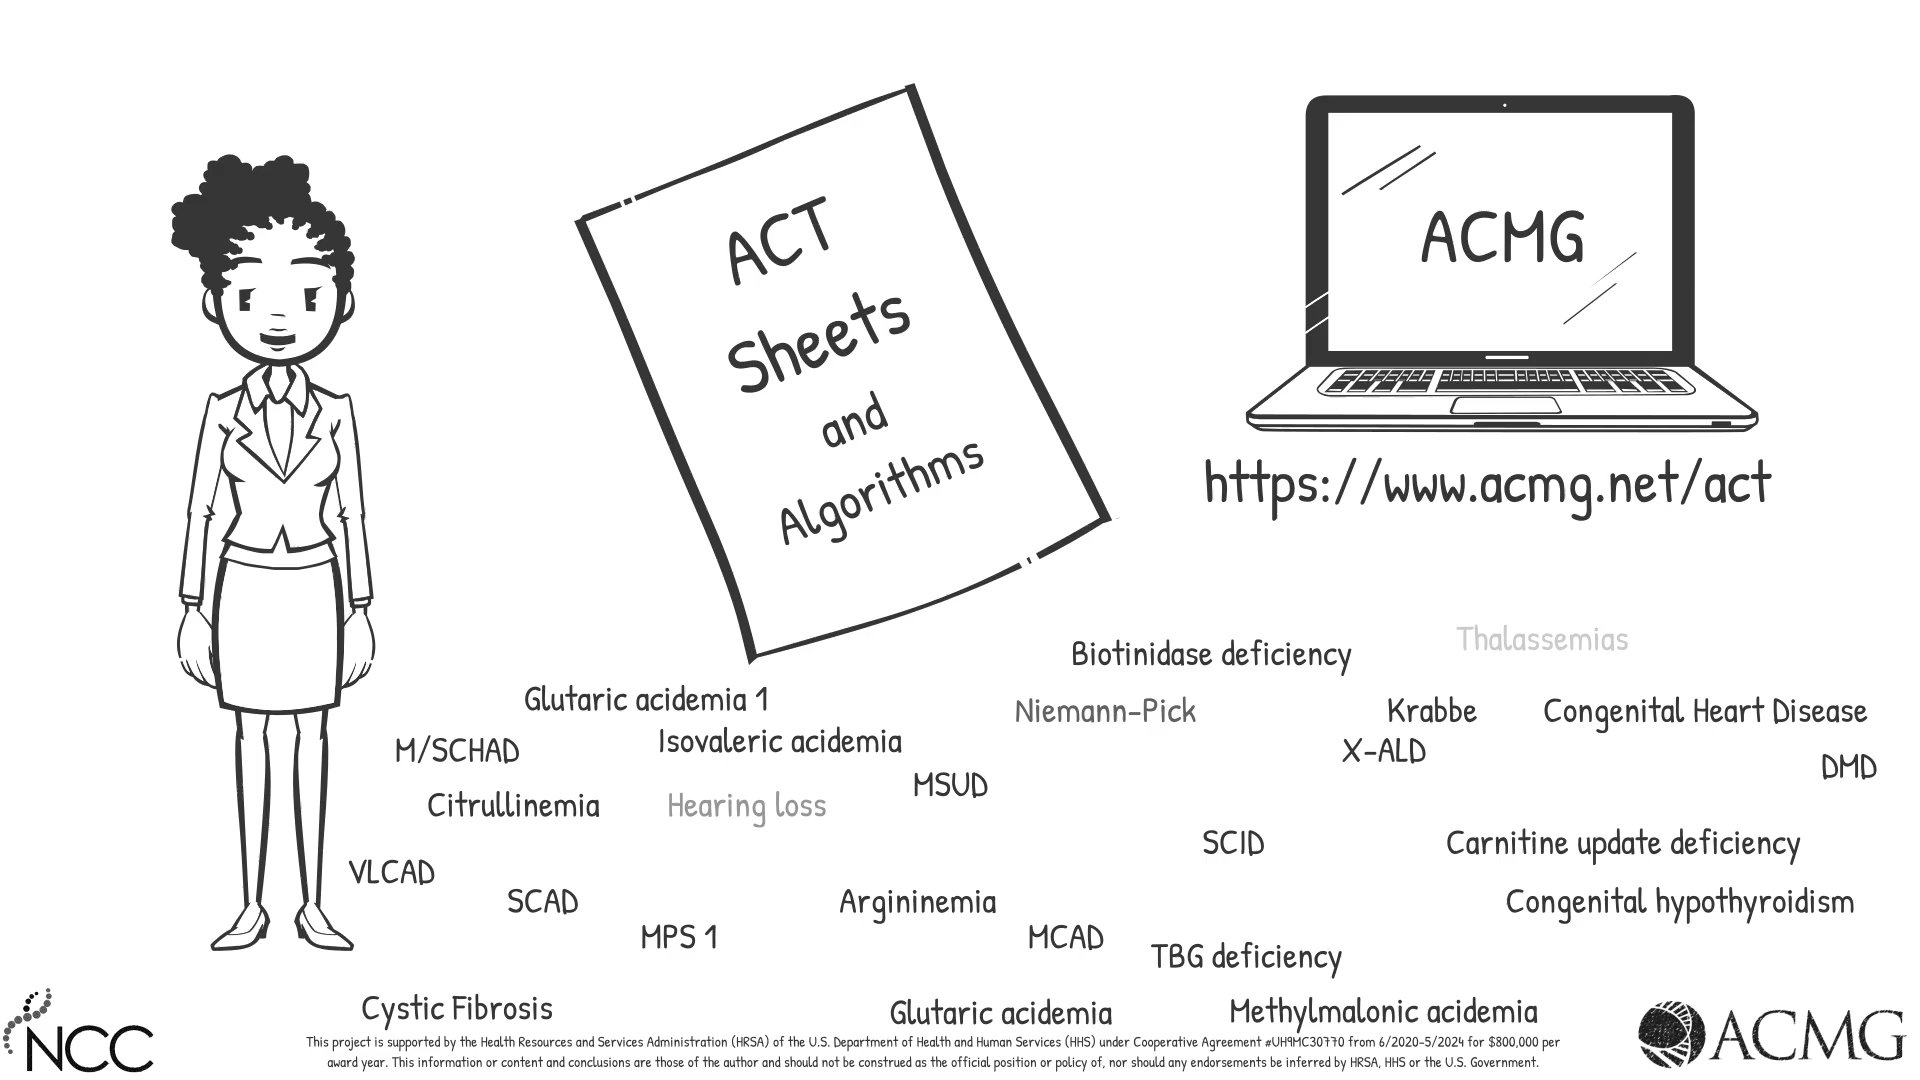 ACT
Sheets
and
Algorithms
ACMG
https://www.acmg.net/act
Thalassemias
Biotinidase deficiency
Glutaric acidemia 1
Niemann-Pick
Krabbe
Congenital Heart Disease
M/SCHAD
Isovaleric acidemia
X-ALD
DMD
MSUD
Citrullinemia
Hearing loss
SCID
Carnitine update deficiency
VLCAD
SCAD
Argininemia
Congenital hypothyroidism
MPS 1
MCAD
TBG deficiency
Cystic Fibrosis
Glutaric acidemia
Methylmalonic acidemia
NCC
This project is supported by the Health Resources and Services Administration (HRSA) of the U.S. Department of Health and Human Services (HHS) under Cooperative Agreement #UH9MC30770 from 6/2020-5/2024 for $800,000 per
award year. This information or content and conclusions are those of the author and should not be construed as the official position or policy of, nor should any endorsements be inferred by HRSA, HHS or the U.S. Government.
ACMG